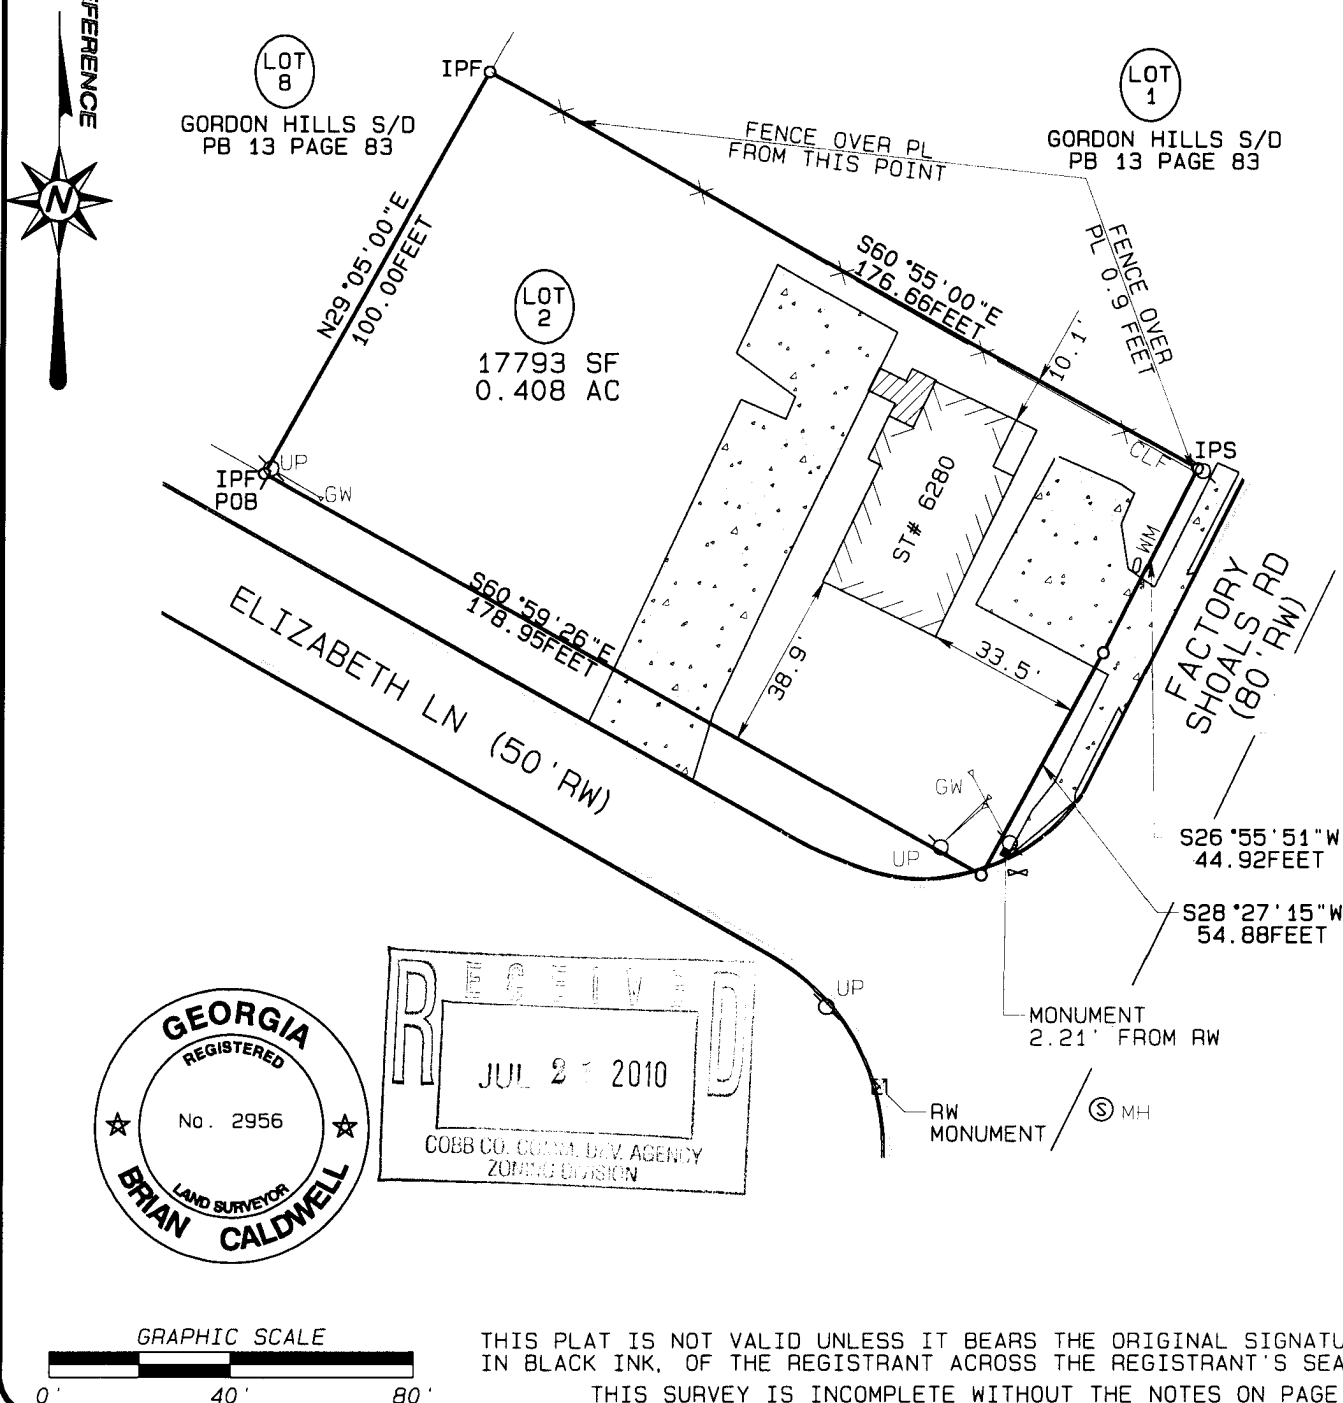 FERENCE
N
LOT
8
GORDON HILLS S/D
PB 13 PAGE 83
IPF
LOT
1
GORDON HILLS S/D
PB 13 PAGE 83
FENCE OVER PL
FROM THIS POINT
FENCE OVER
PL 0.9 FEET
N29°05'00"E
100.00FEET
S60°55'00"E
176.66FEET
LOT
2
17793 SF
0.408 AC
10.1'
CLF
IPS
UP
IPF
POB
GW
ST# 6280
WM
S60°59'26"E
178.95FEET
38.9'
33.5'
ELIZABETH LN (50'RW)
FACTORY
SHOALS RD
(80'RW)
GW
UP
S26°55'51"W
44.92FEET
S28°27'15"W
54.88FEET
MONUMENT
2.21' FROM RW
UP
RW
MONUMENT
S MH
GEORGIA
REGISTERED
No. 2956
LAND SURVEYOR
BRIAN CALDWELL
RECEIVED
JUL 21 2010
COBB CO. COMM. DEV. AGENCY
ZONING DIVISION
GRAPHIC SCALE
0' 40' 80'
THIS PLAT IS NOT VALID UNLESS IT BEARS THE ORIGINAL SIGNATU
IN BLACK INK, OF THE REGISTRANT ACROSS THE REGISTRANT'S SEA
THIS SURVEY IS INCOMPLETE WITHOUT THE NOTES ON PAGE